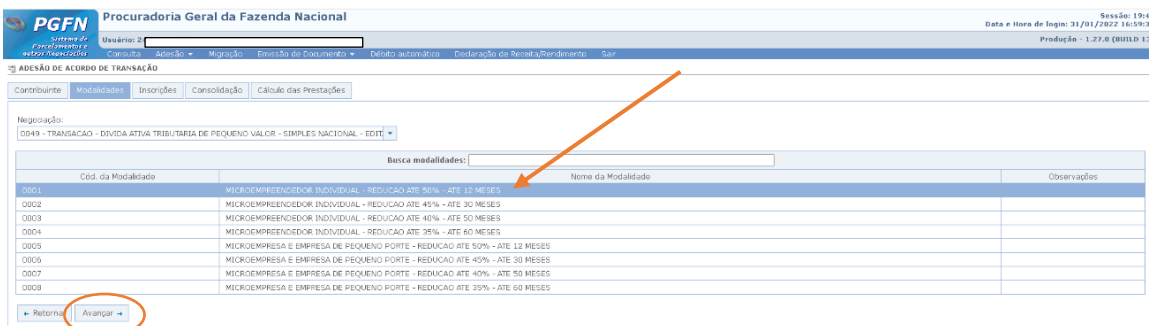 PGFN
Sistema de
Parcelamentos e
outras Negociações
Procuradoria Geral da Fazenda Nacional
Sessão: 19:4
Data e Hora de login: 31/01/2022 16:59:3
Usuário: 2
Produção - 1.27.0 (BUILD 13
Consulta Adesão Migração Emissão de Documento Débito automático Declaração de Receita/Rendimento Sair
ADESÃO DE ACORDO DE TRANSAÇÃO
Contribuinte Modalidades Inscrições Consolidação Cálculo das Prestações
Negociação:
0049 - TRANSACAO - DIVIDA ATIVA TRIBUTARIA DE PEQUENO VALOR - SIMPLES NACIONAL - EDIT
Busca modalidades:
Cód. da Modalidade Nome da Modalidade Observações
0001 MICROEMPREENDEDOR INDIVIDUAL - REDUCAO ATE 50% - ATE 12 MESES
0002 MICROEMPREENDEDOR INDIVIDUAL - REDUCAO ATE 45% - ATE 30 MESES
0003 MICROEMPREENDEDOR INDIVIDUAL - REDUCAO ATE 40% - ATE 50 MESES
0004 MICROEMPREENDEDOR INDIVIDUAL - REDUCAO ATE 35% - ATE 60 MESES
0005 MICROEMPRESA E EMPRESA DE PEQUENO PORTE - REDUCAO ATE 50% - ATE 12 MESES
0006 MICROEMPRESA E EMPRESA DE PEQUENO PORTE - REDUCAO ATE 45% - ATE 30 MESES
0007 MICROEMPRESA E EMPRESA DE PEQUENO PORTE - REDUCAO ATE 40% - ATE 50 MESES
0008 MICROEMPRESA E EMPRESA DE PEQUENO PORTE - REDUCAO ATE 35% - ATE 60 MESES
← Retornar Avançar →